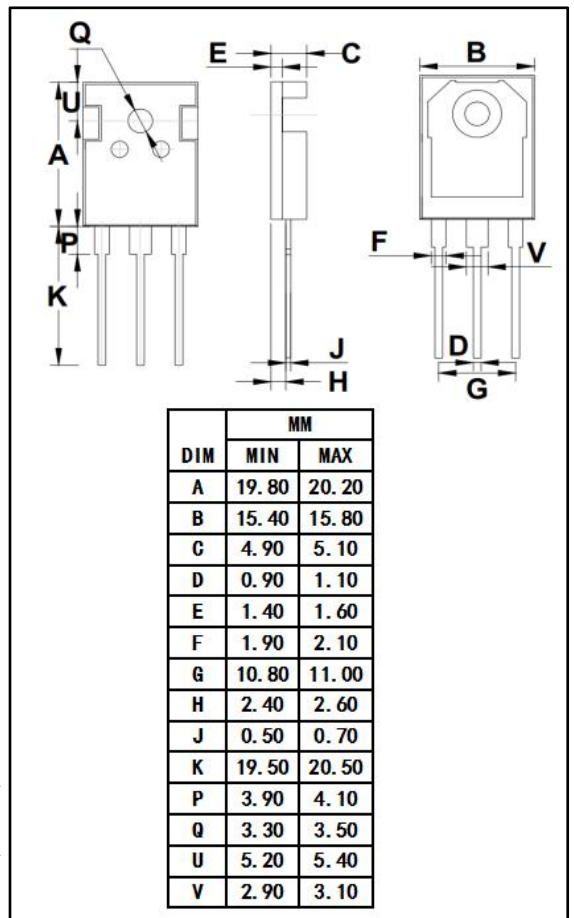 Q
E
C
B
U
A
P
K
F
V
J
H
D
G
MM
DIM MIN MAX
A 19.80 20.20
B 15.40 15.80
C 4.90 5.10
D 0.90 1.10
E 1.40 1.60
F 1.90 2.10
G 10.80 11.00
H 2.40 2.60
J 0.50 0.70
K 19.50 20.50
P 3.90 4.10
Q 3.30 3.50
U 5.20 5.40
V 2.90 3.10